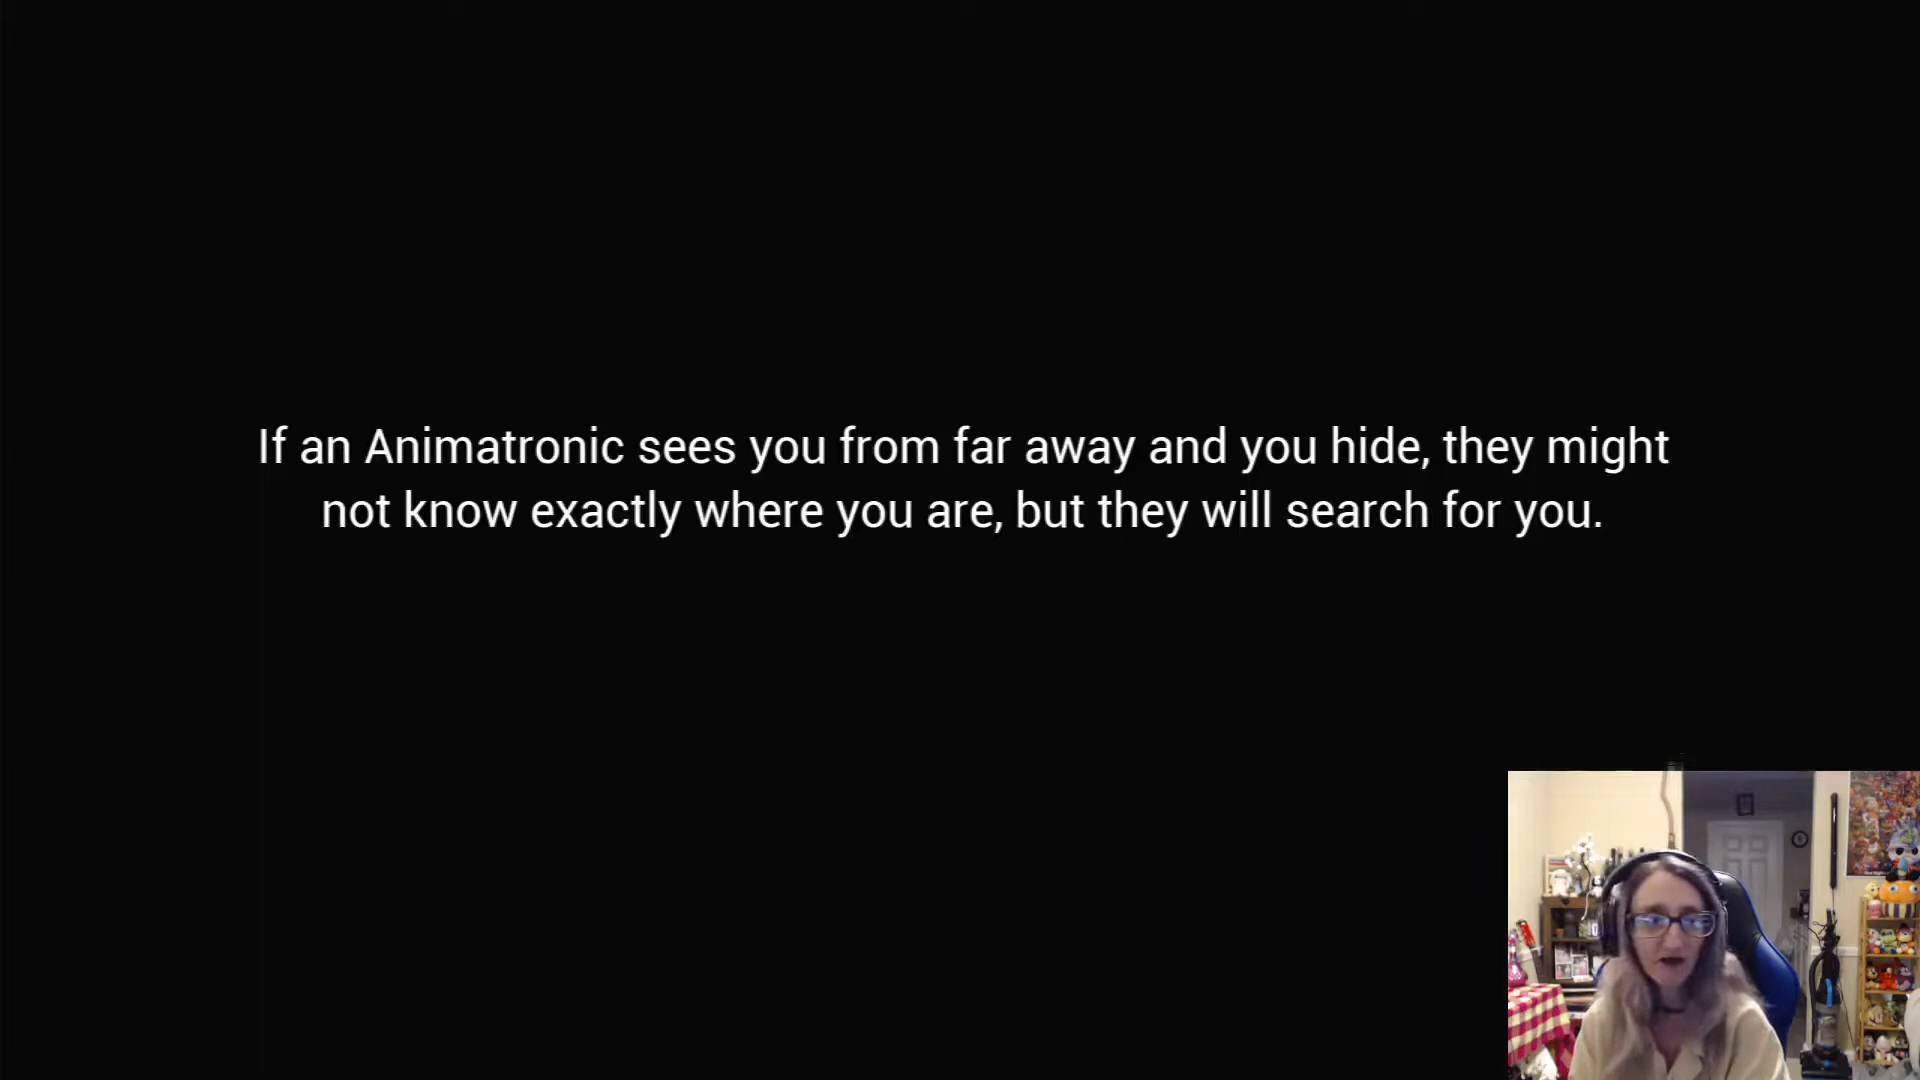 If an Animatronic sees you from far away and you hide, they might
not know exactly where you are, but they will search for you.